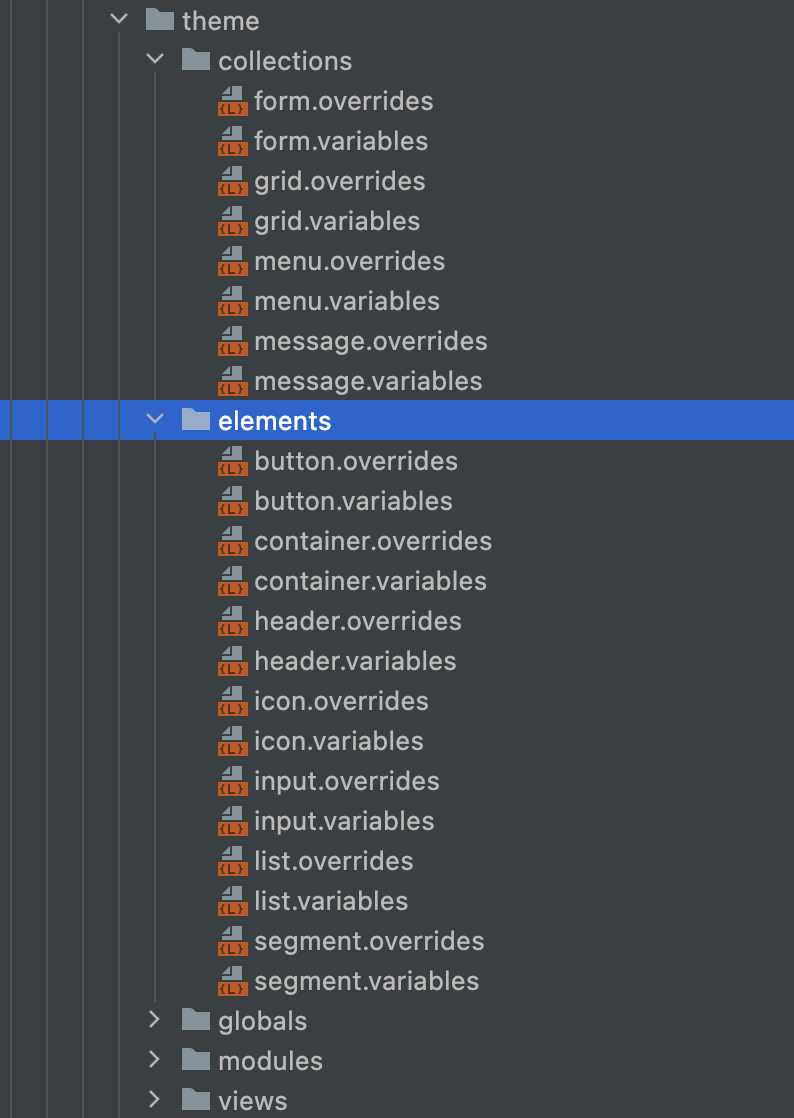 theme
collections
{L} form.overrides
{L} form.variables
{L} grid.overrides
{L} grid.variables
{L} menu.overrides
{L} menu.variables
{L} message.overrides
{L} message.variables
elements
{L} button.overrides
{L} button.variables
{L} container.overrides
{L} container.variables
{L} header.overrides
{L} header.variables
{L} icon.overrides
{L} icon.variables
{L} input.overrides
{L} input.variables
{L} list.overrides
{L} list.variables
{L} segment.overrides
{L} segment.variables
globals
modules
views